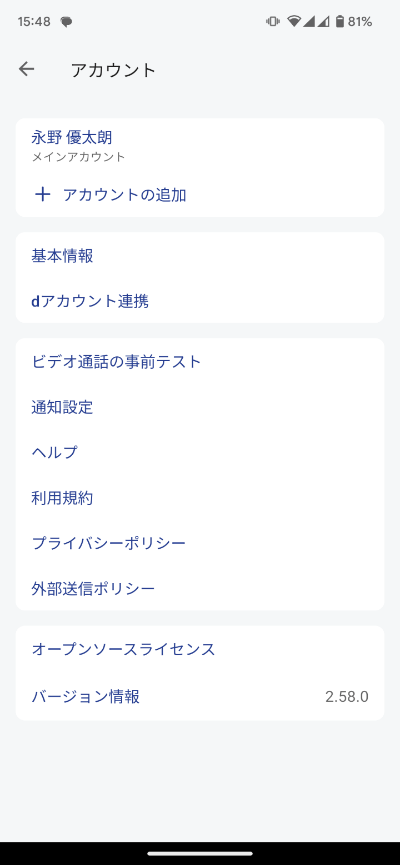 15:48
81%
アカウント
永野 優太朗
メインアカウント
アカウントの追加
基本情報
dアカウント連携
ビデオ通話の事前テスト
通知設定
ヘルプ
利用規約
プライバシーポリシー
外部送信ポリシー
オープンソースライセンス
バージョン情報 2.58.0